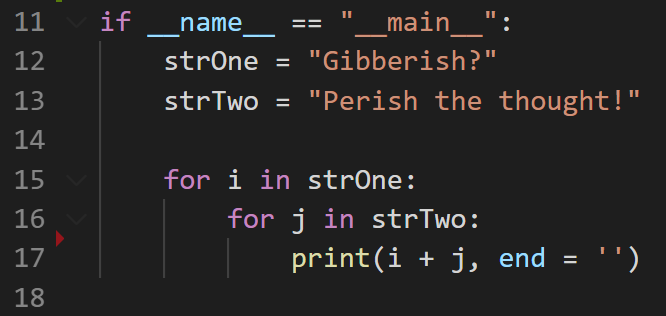 11 if __name__ == "__main__":
12     strOne = "Gibberish?"
13     strTwo = "Perish the thought!"
14
15     for i in strOne:
16         for j in strTwo:
17             print(i + j, end = '')
18